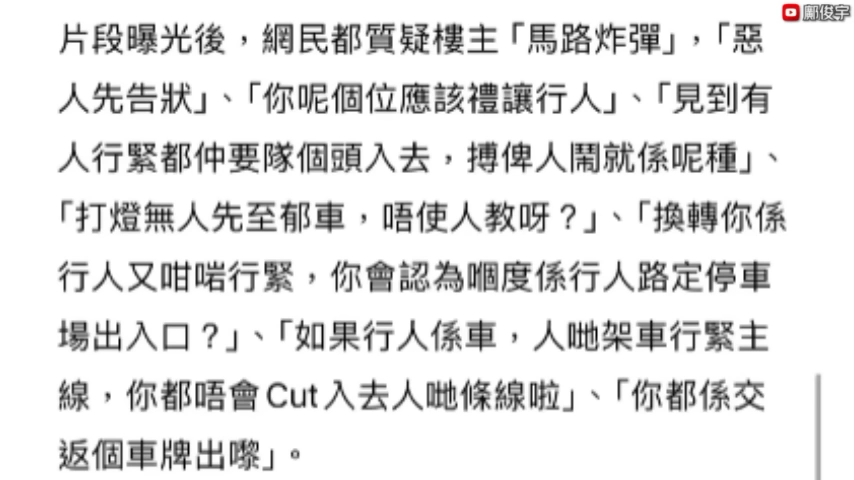 鄺俊宇
片段曝光後，網民都質疑樓主「馬路炸彈」，「惡
人先告狀」、「你呢個位應該禮讓行人」、「見到有
人行緊都仲要隊個頭入去，搏俾人鬧就係呢種」、
「打燈無人先至郁車，唔使人教呀？」、「換轉你係
行人又咁啱行緊，你會認為嗰度係行人路定停車
場出入口？」、「如果行人係車，人哋架車行緊主
線，你都唔會Cut入去人哋條線啦」、「你都係交
返個車牌出嚟」。